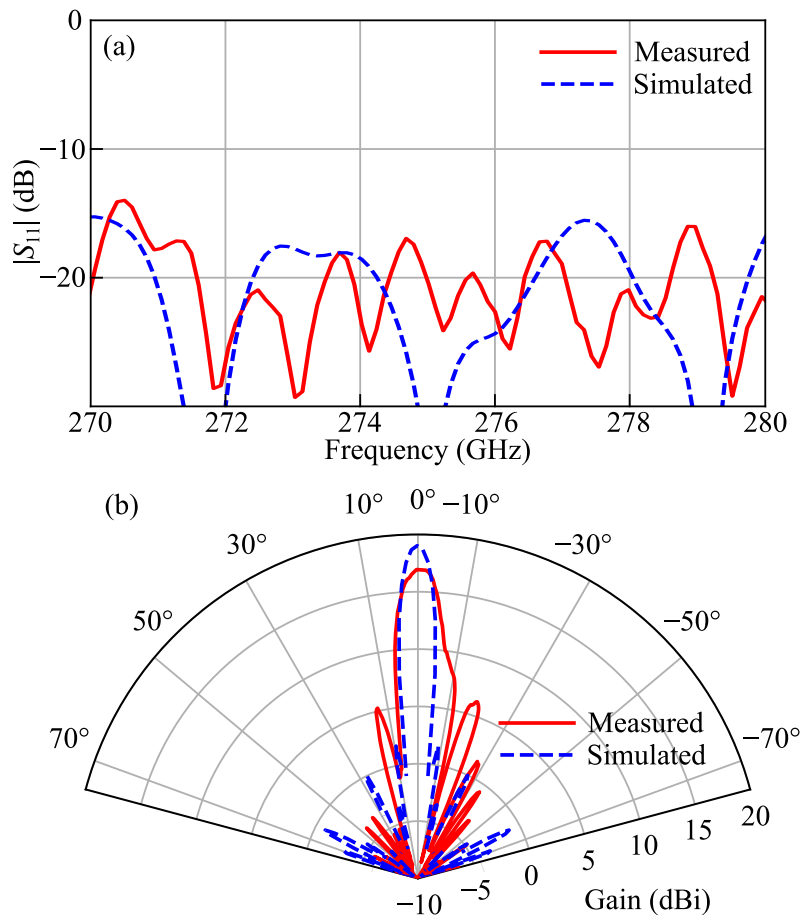 (a)
Measured
Simulated
0
−10
−20
|S11| (dB)
270 272 274 276 278 280
Frequency (GHz)
(b)
10° 0° −10°
30° −30°
50° −50°
70° −70°
Measured
Simulated
−10 −5 0 5 10 15 20
Gain (dBi)